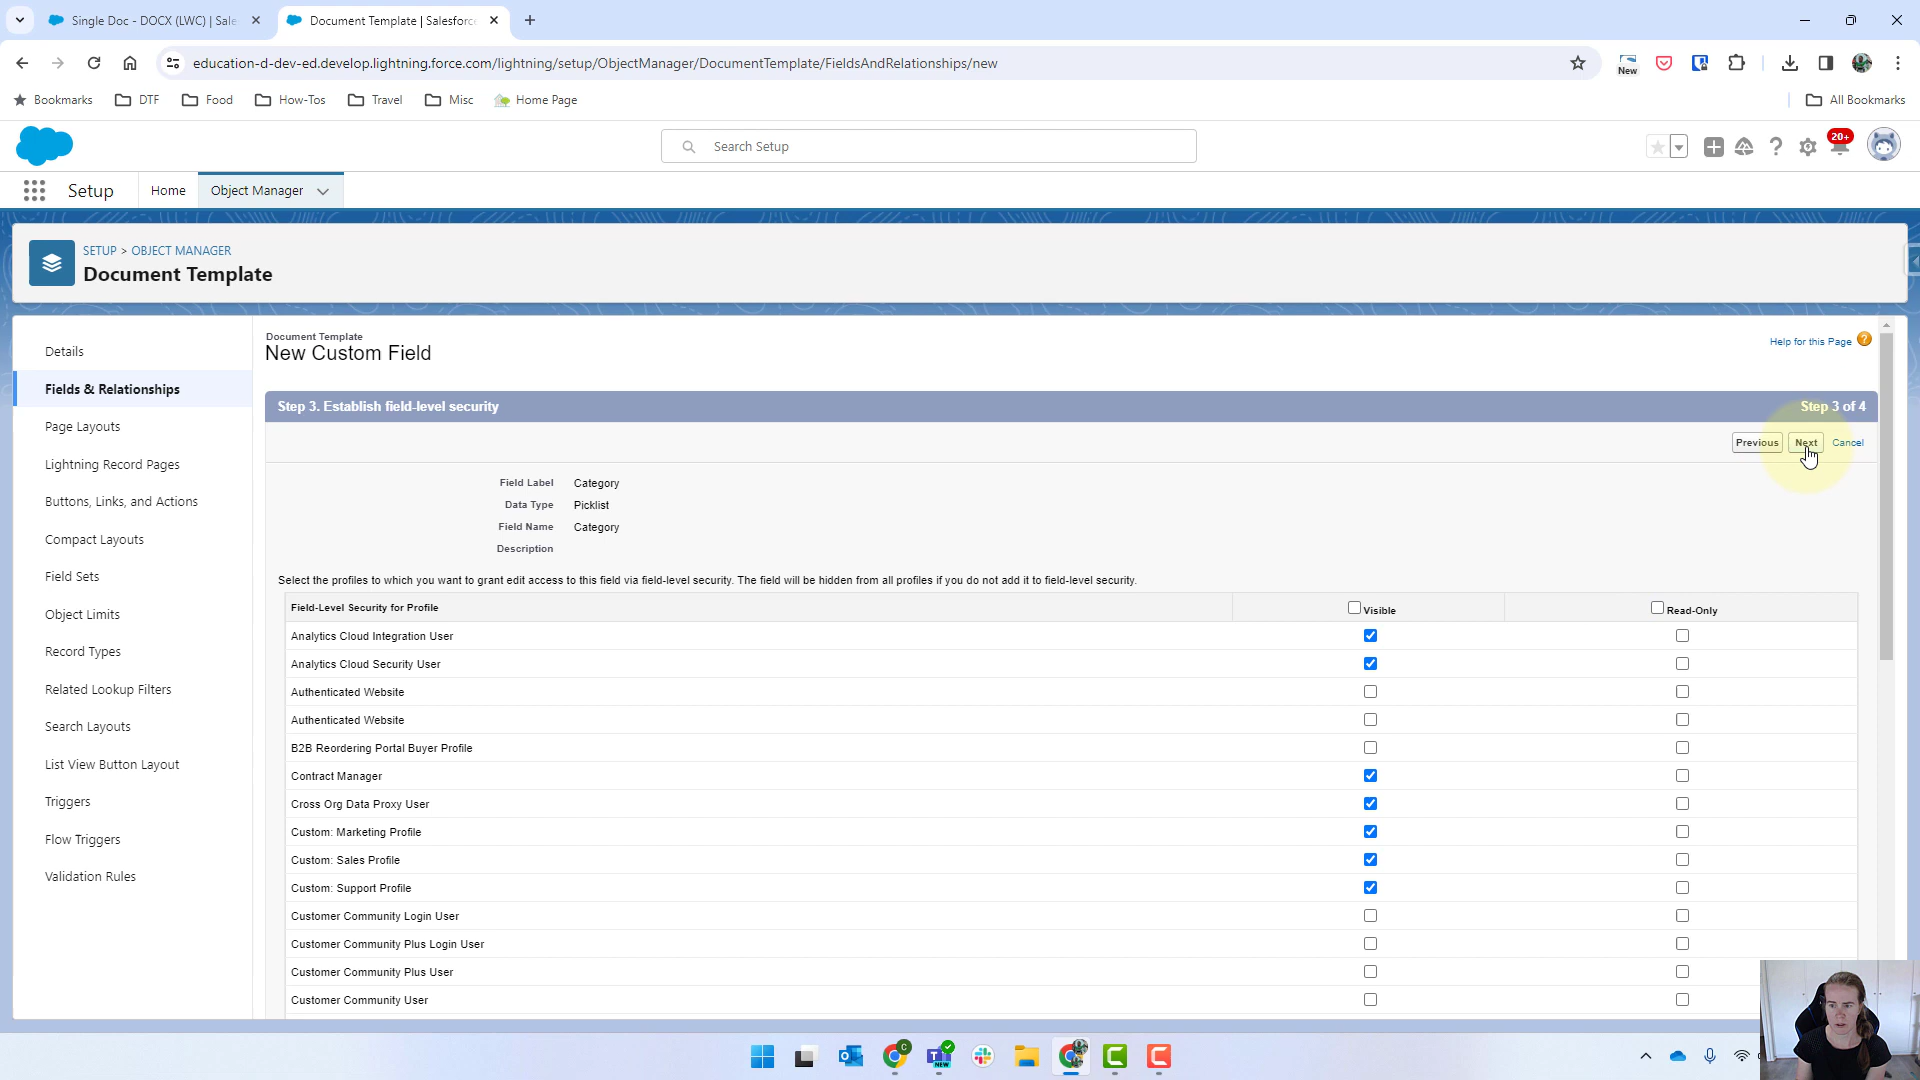 Single Doc - DOCX (LWC) | Sale
Document Template | Salesforce
education-d-dev-ed.develop.lightning.force.com/lightning/setup/ObjectManager/DocumentTemplate/FieldsAndRelationships/new
New
Bookmarks
DTF
Food
How-Tos
Travel
Misc
Home Page
All Bookmarks
Search Setup
20+
Setup
Home
Object Manager
SETUP > OBJECT MANAGER
Document Template
Details
Fields & Relationships
Page Layouts
Lightning Record Pages
Buttons, Links, and Actions
Compact Layouts
Field Sets
Object Limits
Record Types
Related Lookup Filters
Search Layouts
List View Button Layout
Triggers
Flow Triggers
Validation Rules
Document Template
New Custom Field
Help for this Page
Step 3. Establish field-level security
Step 3 of 4
Previous Next Cancel
Field Label Category
Data Type Picklist
Field Name Category
Description
Select the profiles to which you want to grant edit access to this field via field-level security. The field will be hidden from all profiles if you do not add it to field-level security.
Field-Level Security for Profile Visible Read-Only
Analytics Cloud Integration User
Analytics Cloud Security User
Authenticated Website
Authenticated Website
B2B Reordering Portal Buyer Profile
Contract Manager
Cross Org Data Proxy User
Custom: Marketing Profile
Custom: Sales Profile
Custom: Support Profile
Customer Community Login User
Customer Community Plus Login User
Customer Community Plus User
Customer Community User
C
NEW